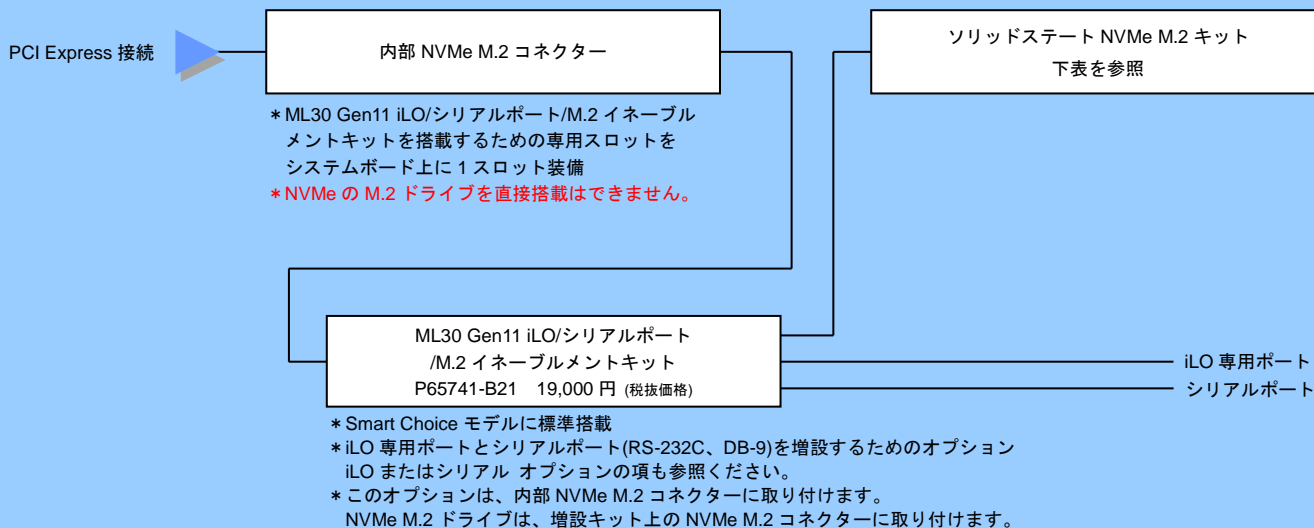 PCI Express 接続
内部 NVMe M.2 コネクター
ソリッドステート NVMe M.2 キット
下表を参照
＊ML30 Gen11 iLO/シリアルポート/M.2 イネーブル
メントキットを搭載するための専用スロットを
システムボード上に 1 スロット装備
＊NVMe の M.2 ドライブを直接搭載はできません。
ML30 Gen11 iLO/シリアルポート
/M.2 イネーブルメントキット
P65741-B21 19,000 円 (税抜価格)
iLO 専用ポート
シリアルポート
＊Smart Choice モデルに標準搭載
＊iLO 専用ポートとシリアルポート(RS-232C、DB-9)を増設するためのオプション
iLO またはシリアル オプションの項も参照ください。
＊このオプションは、内部 NVMe M.2 コネクターに取り付けます。
NVMe M.2 ドライブは、増設キット上の NVMe M.2 コネクターに取り付けます。